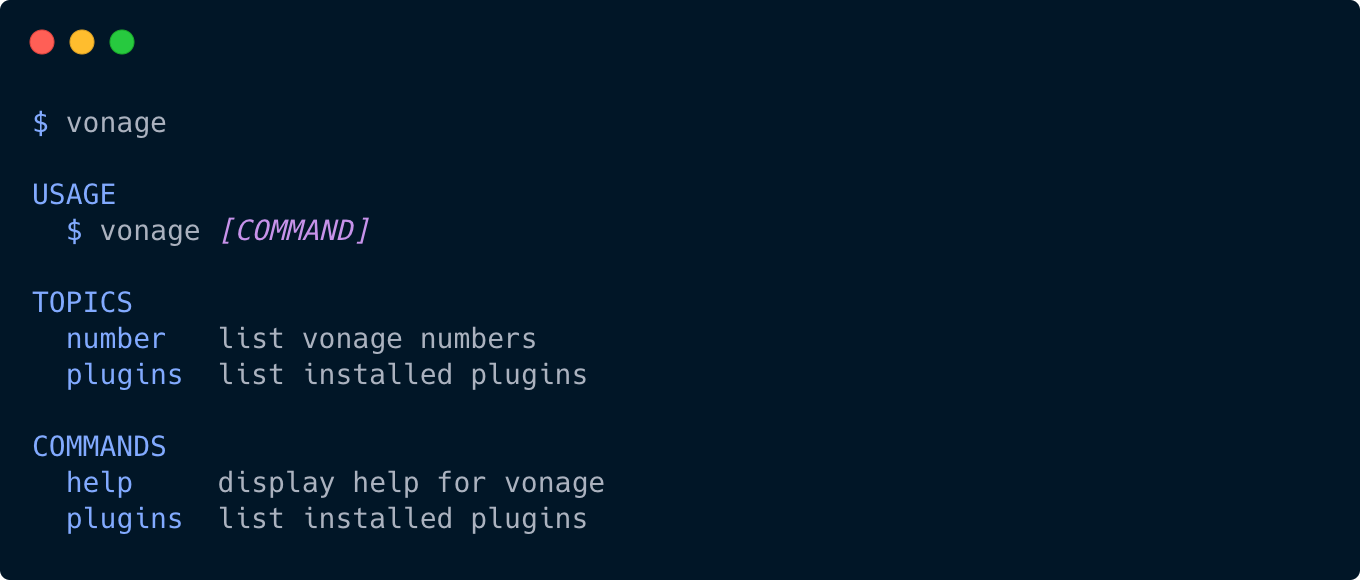 $ vonage
USAGE
$ vonage [COMMAND]
TOPICS
number list vonage numbers
plugins list installed plugins
COMMANDS
help display help for vonage
plugins list installed plugins